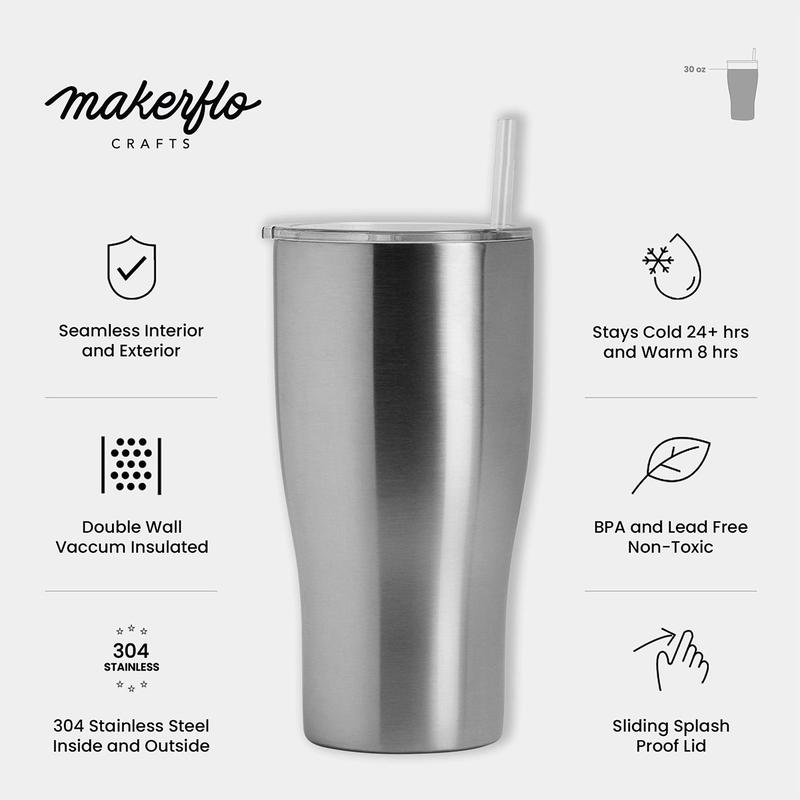 makerflo
CRAFTS
30 oz
Seamless Interior
and Exterior
Stays Cold 24+ hrs
and Warm 8 hrs
Double Wall
Vaccum Insulated
BPA and Lead Free
Non-Toxic
304
STAINLESS
304 Stainless Steel
Inside and Outside
Sliding Splash
Proof Lid